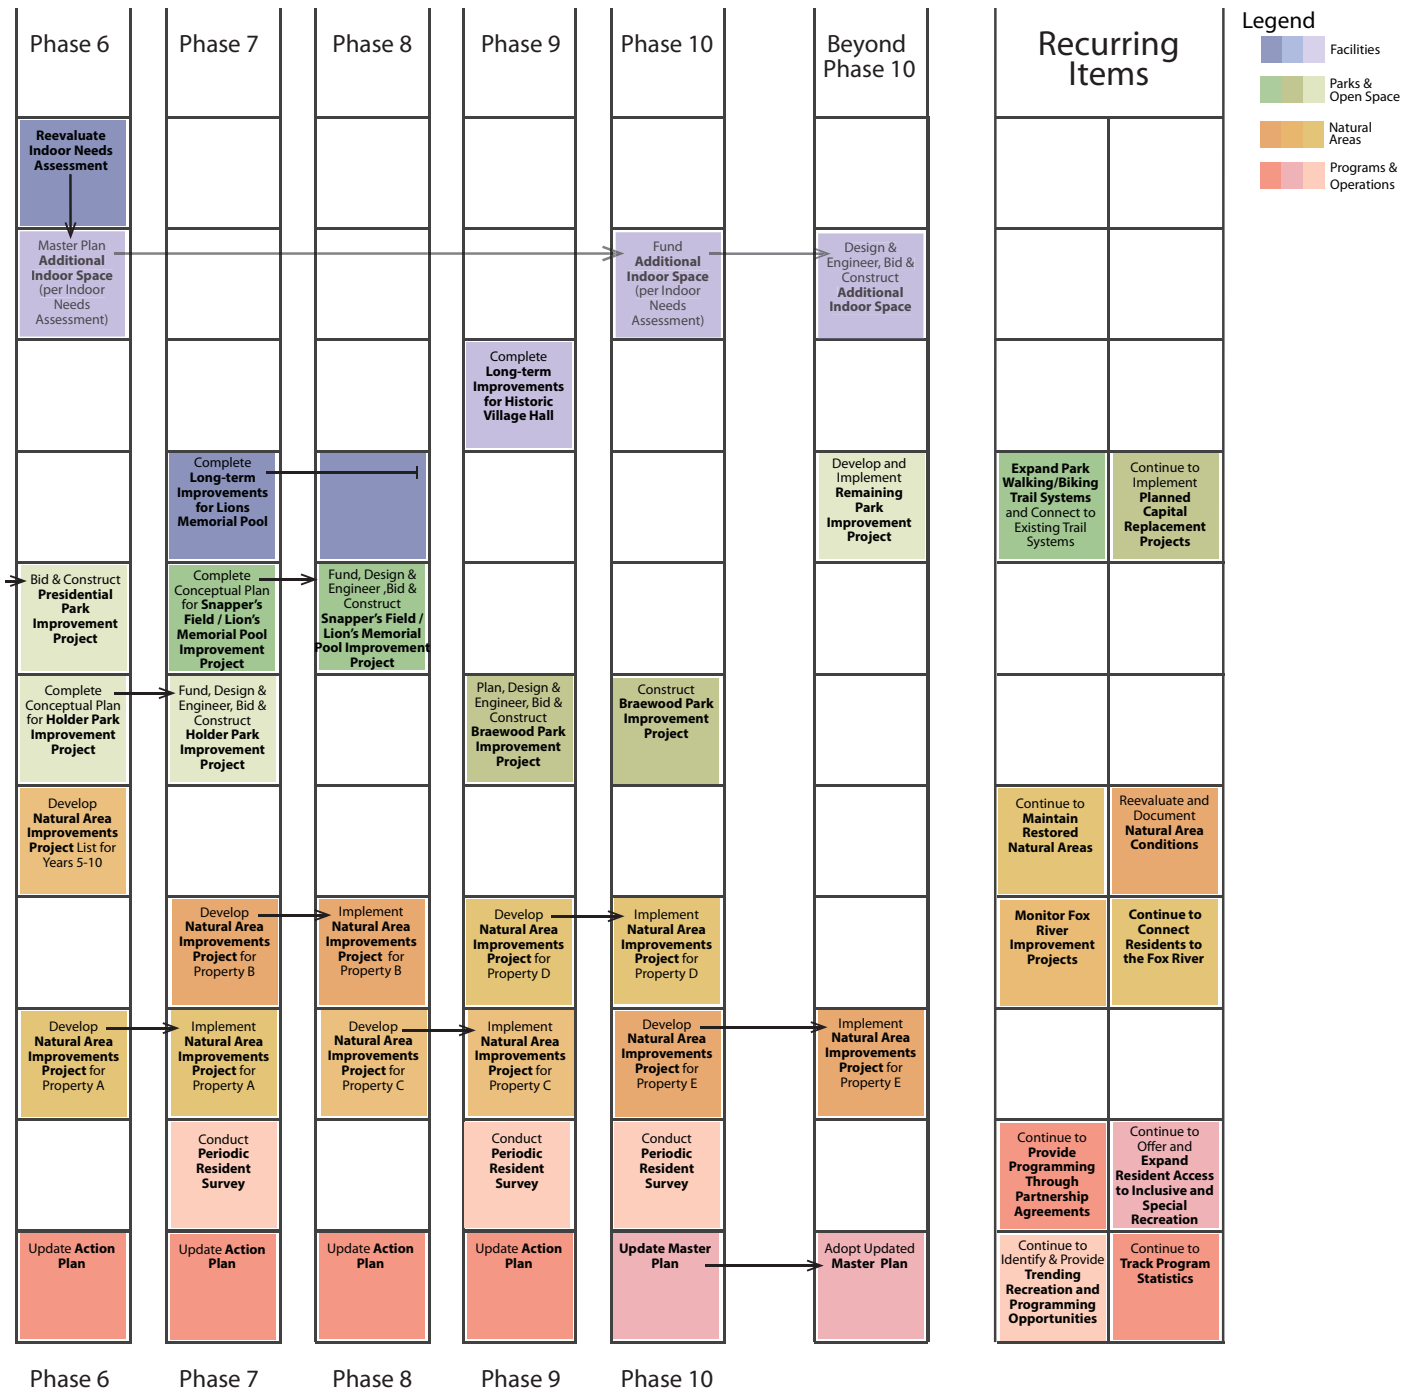 Phase 6
Phase 7
Phase 8
Phase 9
Phase 10
Beyond
Phase 10
Recurring
Items
Legend
Facilities
Parks &
Open Space
Natural
Areas
Programs &
Operations
Reevaluate
Indoor Needs
Assessment
Master Plan
Additional
Indoor Space
(per Indoor
Needs
Assessment)
Fund
Additional
Indoor Space
(per Indoor
Needs
Assessment)
Design &
Engineer, Bid &
Construct
Additional
Indoor Space
Complete
Long-term
Improvements
for Historic
Village Hall
Complete
Long-term
Improvements
for Lions
Memorial Pool
Develop and
Implement
Remaining
Park
Improvement
Project
Expand Park
Walking/Biking
Trail Systems
and Connect to
Existing Trail
Systems
Continue to
Implement
Planned
Capital
Replacement
Projects
Bid & Construct
Presidential
Park
Improvement
Project
Complete
Conceptual Plan
for Snapper's
Field / Lion's
Memorial Pool
Improvement
Project
Fund, Design &
Engineer ,Bid &
Construct
Snapper's Field /
Lion's Memorial
Pool Improvement
Project
Complete
Conceptual Plan
for Holder Park
Improvement
Project
Fund, Design &
Engineer, Bid &
Construct
Holder Park
Improvement
Project
Plan, Design &
Engineer, Bid &
Construct
Braewood Park
Improvement
Project
Construct
Braewood Park
Improvement
Project
Develop
Natural Area
Improvements
Project List for
Years 5-10
Continue to
Maintain
Restored
Natural Areas
Reevaluate and
Document
Natural Area
Conditions
Develop
Natural Area
Improvements
Project for
Property B
Implement
Natural Area
Improvements
Project for
Property B
Develop
Natural Area
Improvements
Project for
Property D
Implement
Natural Area
Improvements
Project for
Property D
Monitor Fox
River
Improvement
Projects
Continue to
Connect
Residents to
the Fox River
Develop
Natural Area
Improvements
Project for
Property A
Implement
Natural Area
Improvements
Project for
Property A
Develop
Natural Area
Improvements
Project for
Property C
Implement
Natural Area
Improvements
Project for
Property C
Develop
Natural Area
Improvements
Project for
Property E
Implement
Natural Area
Improvements
Project for
Property E
Conduct
Periodic
Resident
Survey
Conduct
Periodic
Resident
Survey
Conduct
Periodic
Resident
Survey
Continue to
Provide
Programming
Through
Partnership
Agreements
Continue to
Offer and
Expand
Resident Access
to Inclusive and
Special
Recreation
Update Action
Plan
Update Action
Plan
Update Action
Plan
Update Action
Plan
Update Master
Plan
Adopt Updated
Master Plan
Continue to
Identify & Provide
Trending
Recreation and
Programming
Opportunities
Continue to
Track Program
Statistics
Phase 6
Phase 7
Phase 8
Phase 9
Phase 10